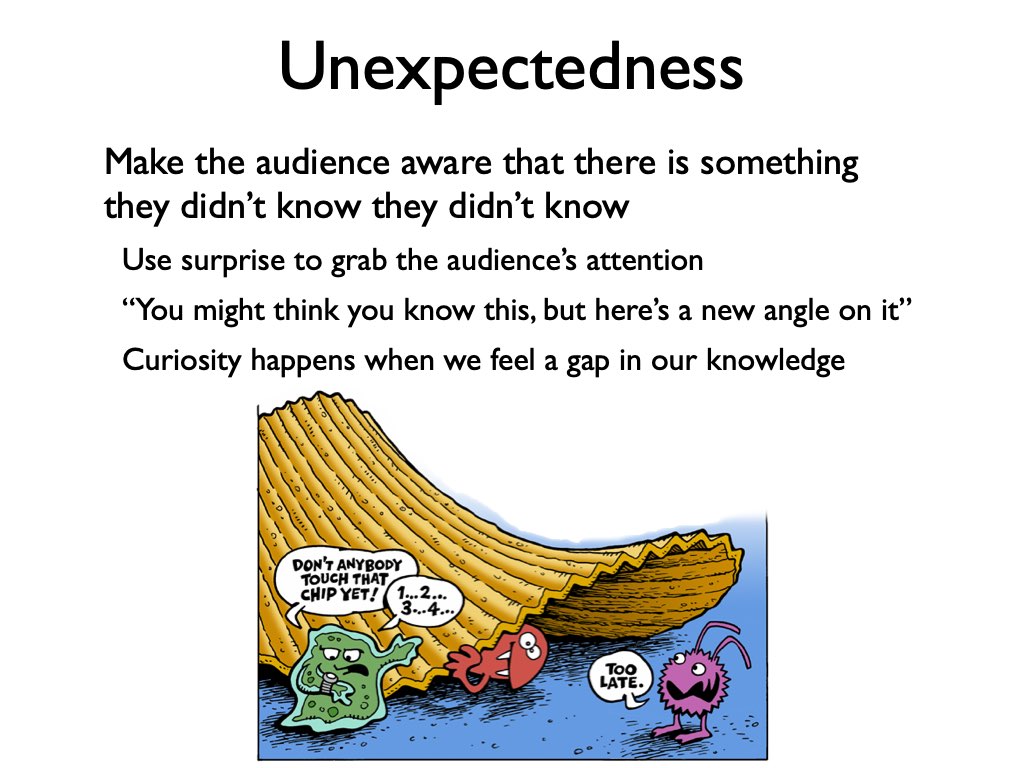 Unexpectedness
Make the audience aware that there is something
they didn’t know they didn’t know
Use surprise to grab the audience’s attention
“You might think you know this, but here’s a new angle on it”
Curiosity happens when we feel a gap in our knowledge
DON'T ANYBODY
TOUCH THAT
CHIP YET!
1...2...
3...4...
TOO
LATE.